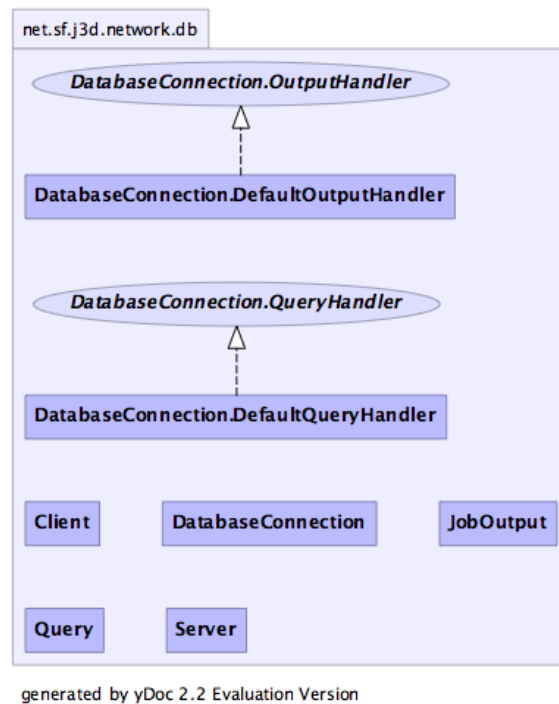 net.sf.j3d.network.db
DatabaseConnection.OutputHandler
DatabaseConnection.DefaultOutputHandler
DatabaseConnection.QueryHandler
DatabaseConnection.DefaultQueryHandler
Client DatabaseConnection JobOutput
Query Server
generated by yDoc 2.2 Evaluation Version